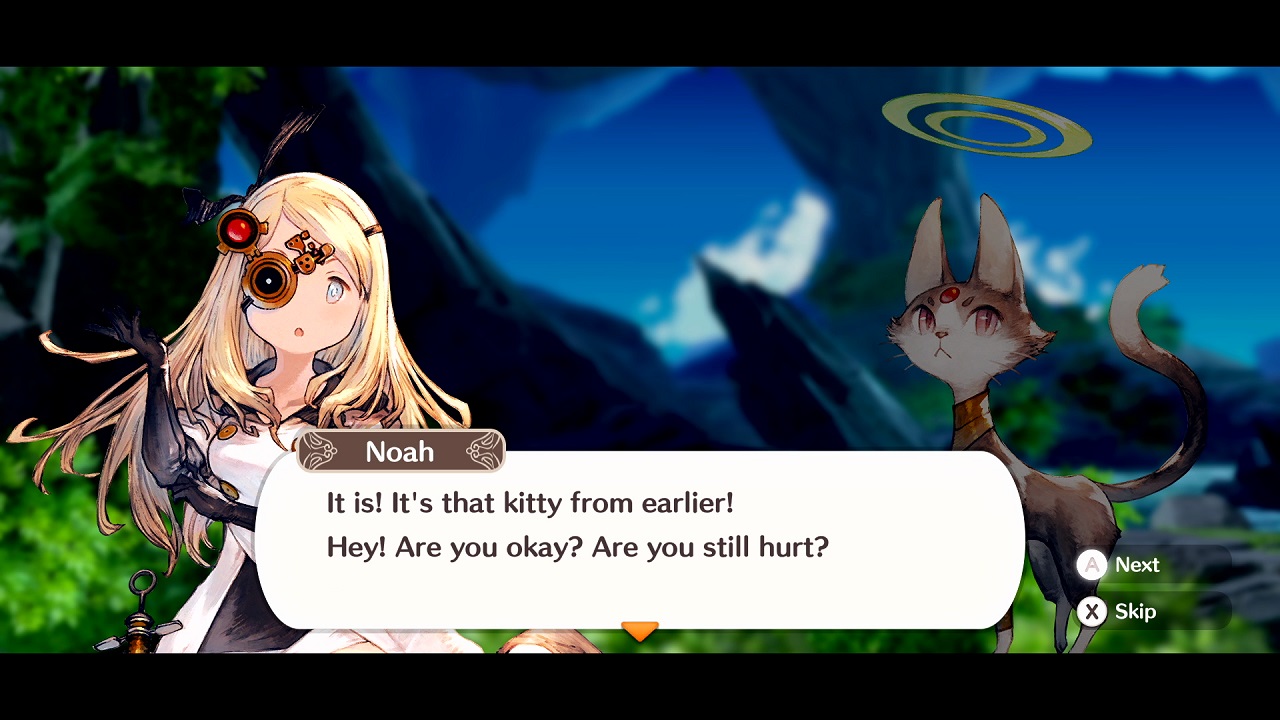 Noah
It is! It's that kitty from earlier!
Hey! Are you okay? Are you still hurt?
A Next
X Skip